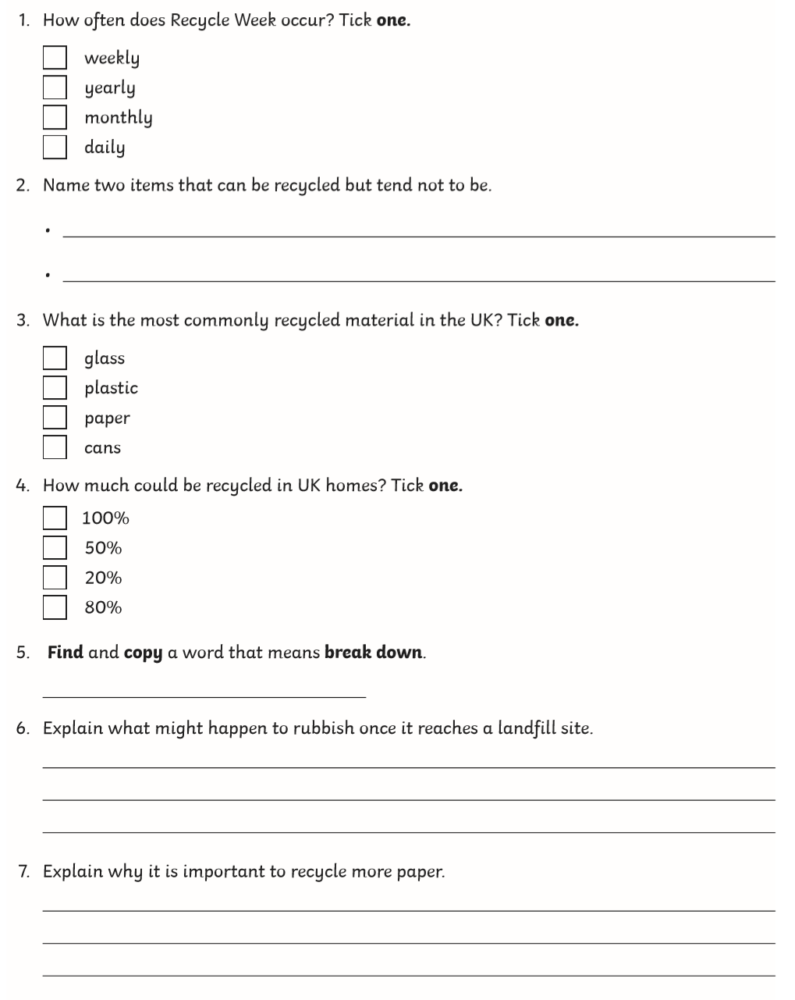 1. How often does Recycle Week occur? Tick one.
weekly
yearly
monthly
daily
2. Name two items that can be recycled but tend not to be.
•
•
3. What is the most commonly recycled material in the UK? Tick one.
glass
plastic
paper
cans
4. How much could be recycled in UK homes? Tick one.
100%
50%
20%
80%
5. Find and copy a word that means break down.
6. Explain what might happen to rubbish once it reaches a landfill site.
7. Explain why it is important to recycle more paper.